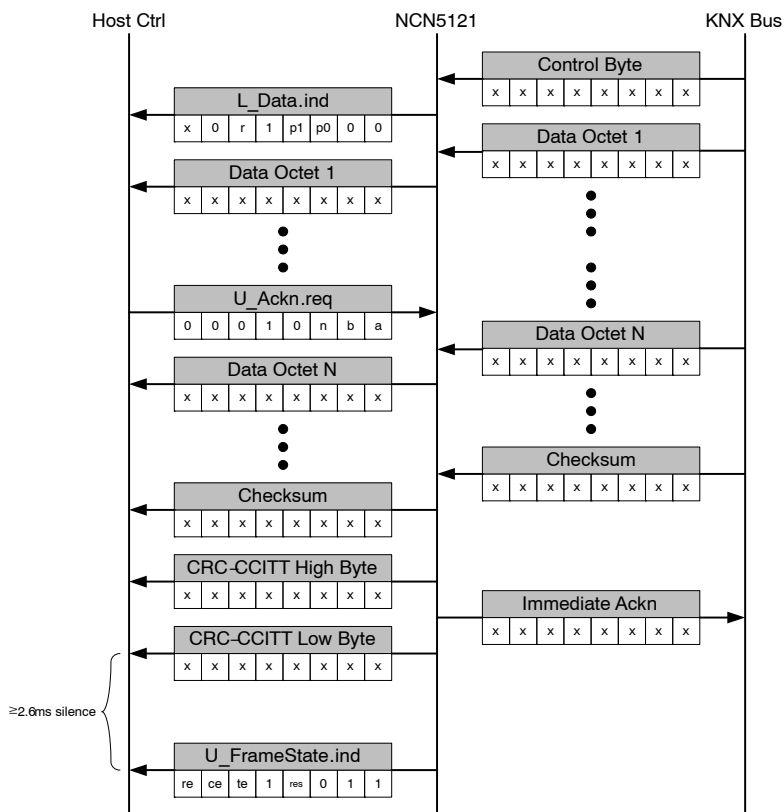 Host Ctrl NCN5121 KNX Bus
Control Byte
x x x x x x x x
L_Data.ind
x 0 r 1 p1 p0 0 0
Data Octet 1
x x x x x x x x
Data Octet 1
x x x x x x x x
U_Ackn.req
0 0 0 1 0 n b a
Data Octet N
x x x x x x x x
Data Octet N
x x x x x x x x
Checksum
x x x x x x x x
Checksum
x x x x x x x x
CRC-CCITT High Byte
x x x x x x x x
Immediate Ackn
x x x x x x x x
CRC-CCITT Low Byte
x x x x x x x x
≥2.6ms silence
U_FrameState.ind
re ce te 1 res 0 1 1